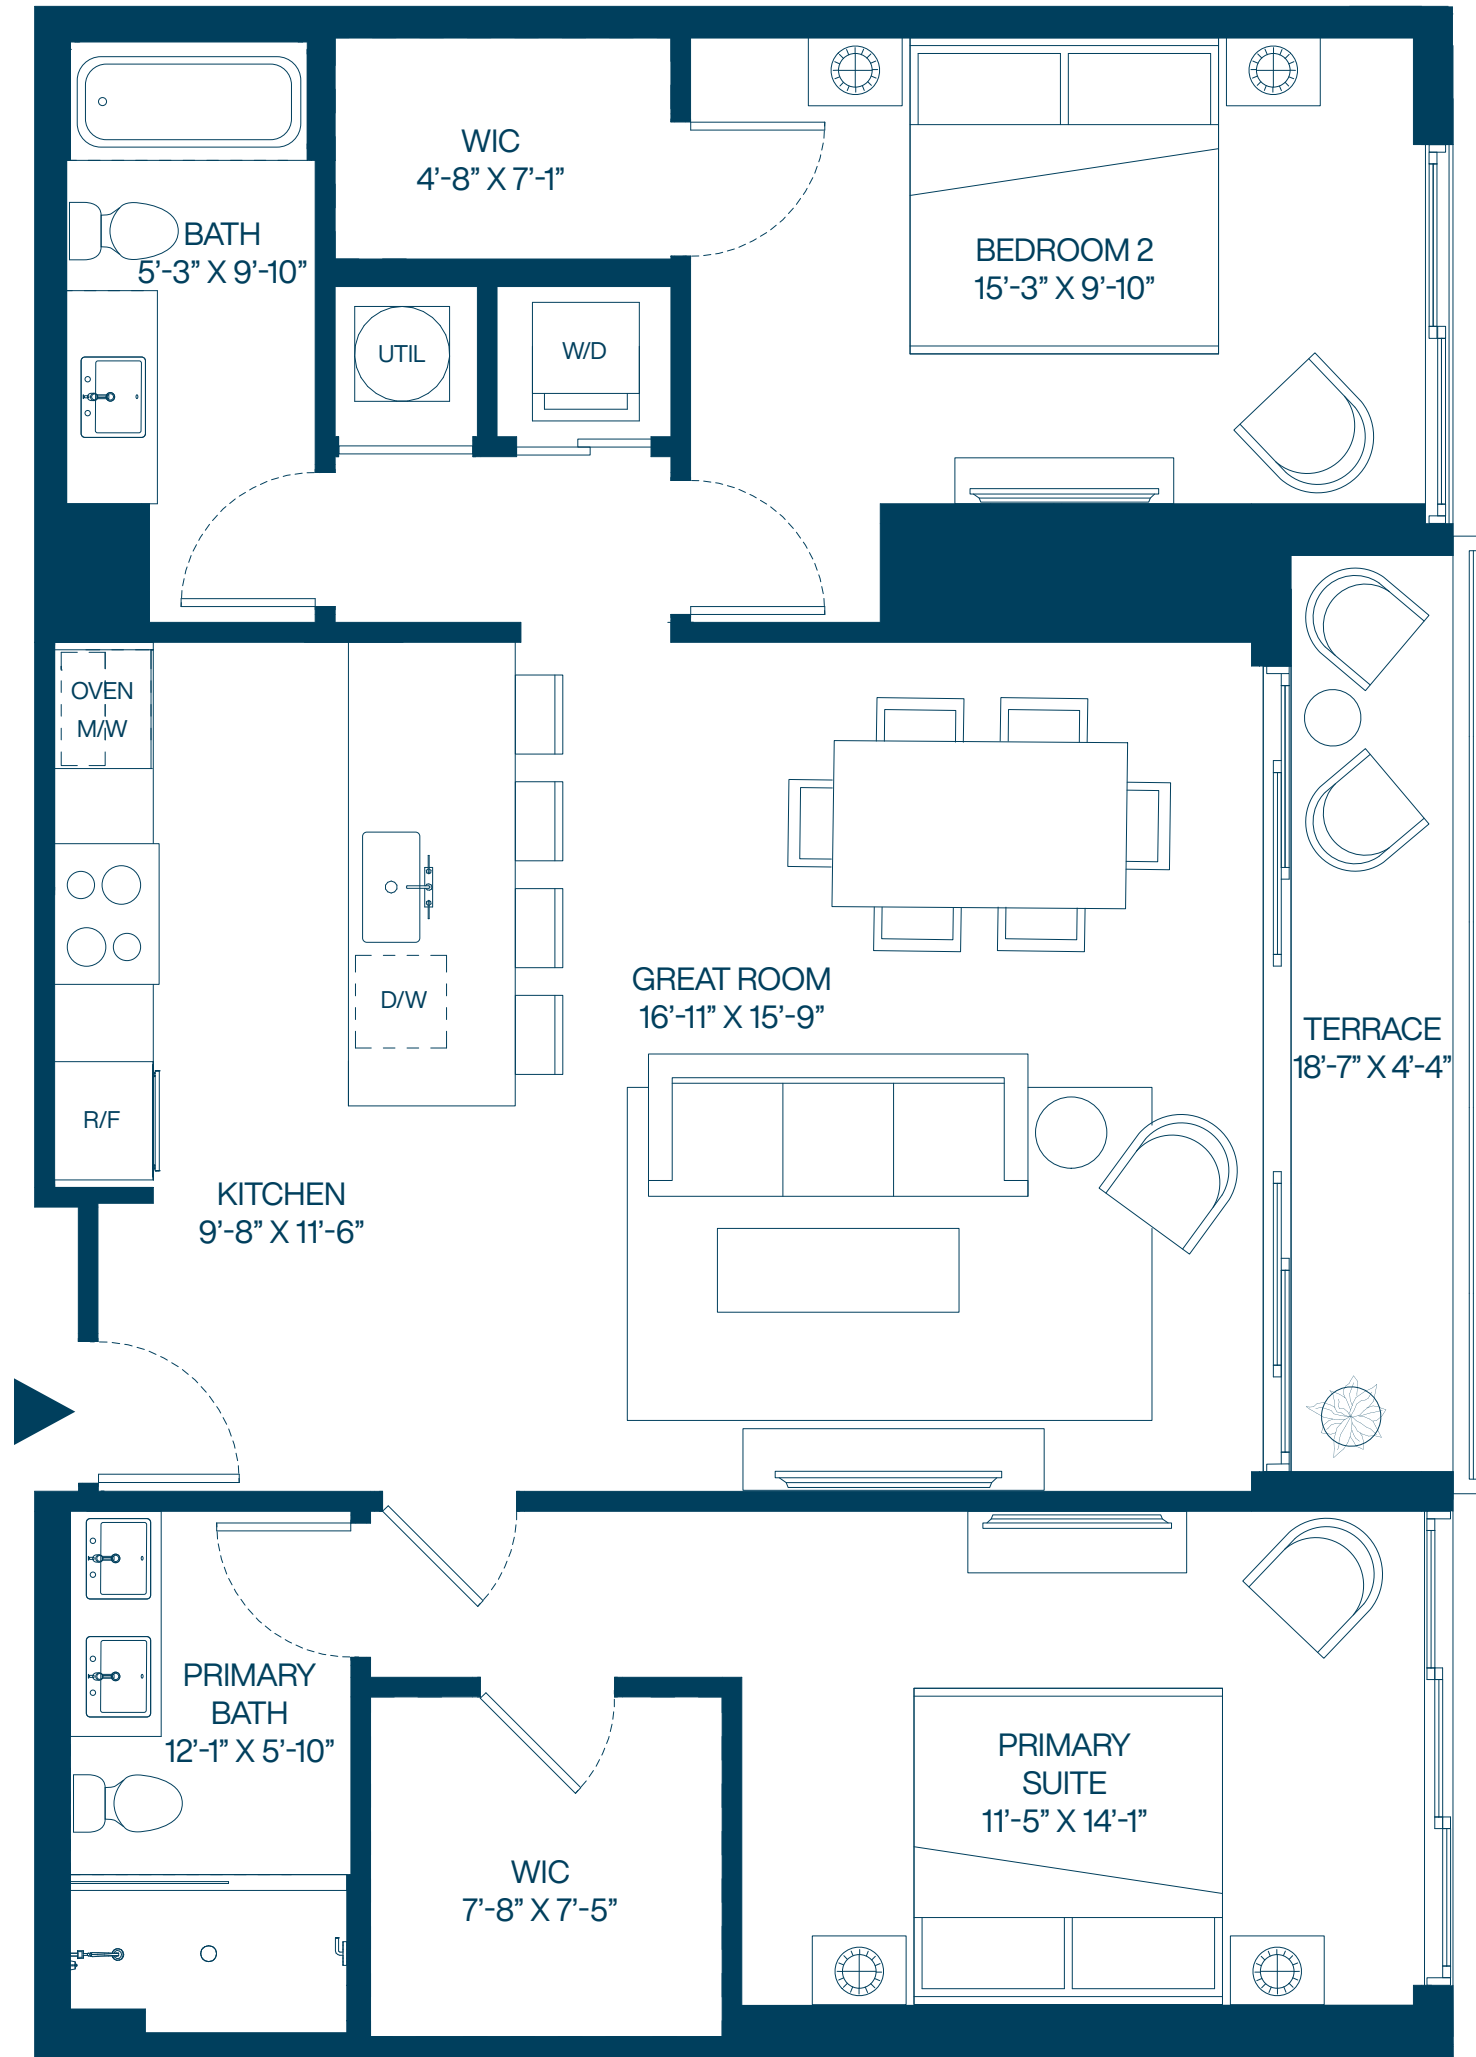 WIC
4’-8” X 7’-1”
BATH
5’-3” X 9’-10”
BEDROOM 2
15’-3” X 9’-10”
UTIL
W/D
OVEN
M/W
D/W
GREAT ROOM
16’-11” X 15’-9”
TERRACE
18’-7” X 4’-4”
R/F
KITCHEN
9’-8” X 11’-6”
PRIMARY
BATH
12’-1” X 5’-10”
PRIMARY
SUITE
11’-5” X 14’-1”
WIC
7’-8” X 7’-5”